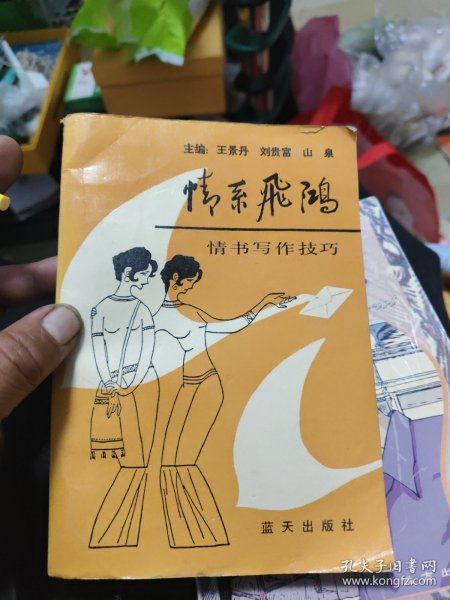 主编：王景丹 刘贵富 山泉
情系飛鴻
情书写作技巧
蓝天出版社
孔夫子旧书网
www.kongfz.com